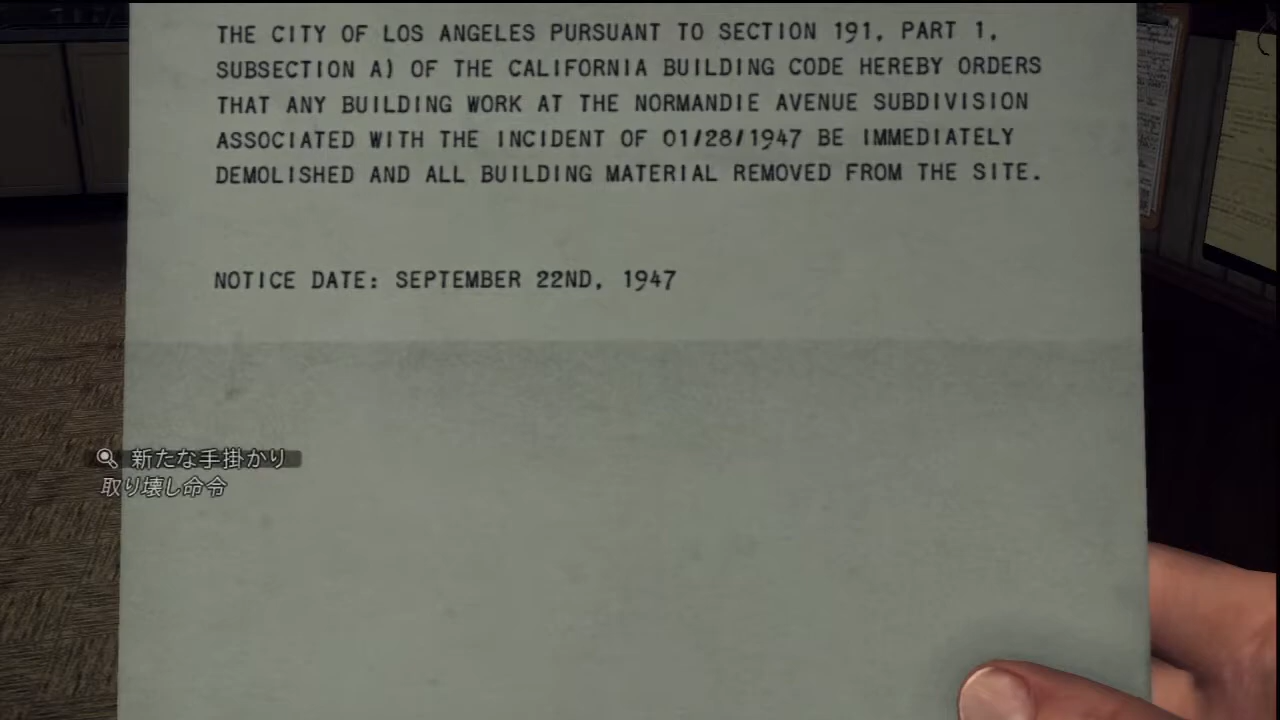 THE CITY OF LOS ANGELES PURSUANT TO SECTION 191, PART 1,
SUBSECTION A) OF THE CALIFORNIA BUILDING CODE HEREBY ORDERS
THAT ANY BUILDING WORK AT THE NORMANDIE AVENUE SUBDIVISION
ASSOCIATED WITH THE INCIDENT OF 01/28/1947 BE IMMEDIATELY
DEMOLISHED AND ALL BUILDING MATERIAL REMOVED FROM THE SITE.
NOTICE DATE: SEPTEMBER 22ND, 1947
新たな手掛かり
取り壊し命令